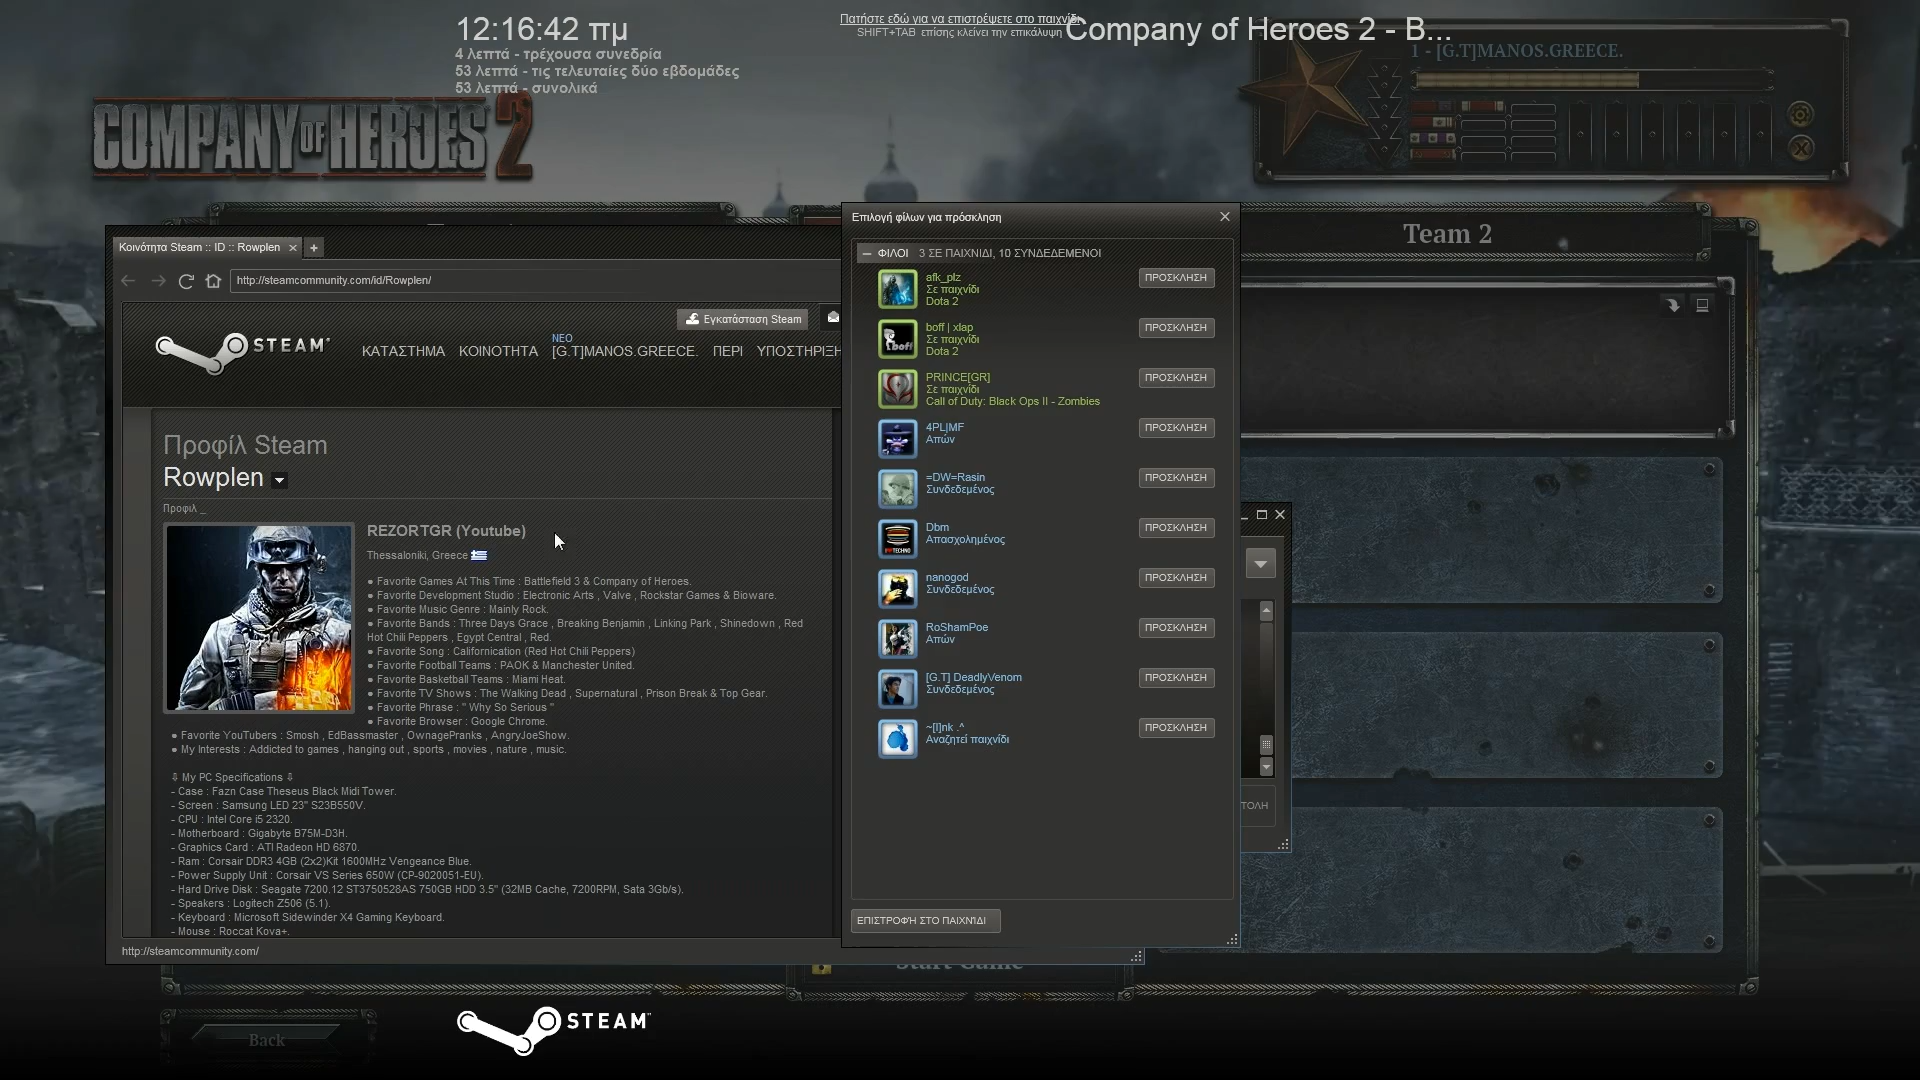 12:16:42 πμ
4 λεπτά - τρέχουσα συνεδρία
53 λεπτά - τις τελευταίες δύο εβδομάδες
53 λεπτά - συνολικά
Πατήστε εδώ για να επιστρέψετε στο παιχνίδι
SHIFT+TAB επίσης κλείνει την επικάλυψη
Company of Heroes 2 - B...
1 - [G.T]MANOS.GREECE.
COMPANY OF HEROES 2
Team 2
Κοινότητα Steam :: ID :: Rowplen
http://steamcommunity.com/id/Rowplen/
Εγκατάσταση Steam
STEAM™
ΚΑΤΑΣΤΗΜΑ
ΚΟΙΝΟΤΗΤΑ
ΝΕΟ
[G.T]MANOS.GREECE.
ΠΕΡΙ
ΥΠΟΣΤΗΡΙΞΗ
Προφίλ Steam
Rowplen
Προφιλ _
REZORTGR (Youtube)
Thessaloniki, Greece
● Favorite Games At This Time : Battlefield 3 & Company of Heroes.
● Favorite Development Studio : Electronic Arts , Valve , Rockstar Games & Bioware.
● Favorite Music Genre : Mainly Rock.
● Favorite Bands : Three Days Grace , Breaking Benjamin , Linking Park , Shinedown , Red
Hot Chili Peppers , Egypt Central , Red.
● Favorite Song : Californication (Red Hot Chili Peppers)
● Favorite Football Teams : PAOK & Manchester United.
● Favorite Basketball Teams : Miami Heat.
● Favorite TV Shows : The Walking Dead , Supernatural , Prison Break & Top Gear.
● Favorite Phrase : " Why So Serious "
● Favorite Browser : Google Chrome.
● Favorite YouTubers : Smosh , EdBassmaster , OwnagePranks , AngryJoeShow.
● My Interests : Addicted to games , hanging out , sports , movies , nature , music.
⇩ My PC Specifications ⇩
- Case : Fazn Case Theseus Black Midi Tower.
- Screen : Samsung LED 23" S23B550V.
- CPU : Intel Core i5 2320.
- Motherboard : Gigabyte B75M-D3H.
- Graphics Card : ATI Radeon HD 6870.
- Ram : Corsair DDR3 4GB (2x2)Kit 1600MHz Vengeance Blue.
- Power Supply Unit : Corsair VS Series 650W (CP-9020051-EU).
- Hard Drive Disk : Seagate 7200.12 ST3750528AS 750GB HDD 3.5" (32MB Cache, 7200RPM, Sata 3Gb/s).
- Speakers : Logitech Z506 (5.1).
- Keyboard : Microsoft Sidewinder X4 Gaming Keyboard.
- Mouse : Roccat Kova+.
http://steamcommunity.com/
Επιλογή φίλων για πρόσκληση
ΦΙΛΟΙ 3 ΣΕ ΠΑΙΧΝΙΔΙ, 10 ΣΥΝΔΕΔΕΜΕΝΟΙ
afk_plz
Σε παιχνίδι
Dota 2
ΠΡΟΣΚΛΗΣΗ
boff | xlap
Σε παιχνίδι
Dota 2
ΠΡΟΣΚΛΗΣΗ
boff
PRINCE[GR]
Σε παιχνίδι
Call of Duty: Black Ops II - Zombies
ΠΡΟΣΚΛΗΣΗ
4PL|MF
Απών
ΠΡΟΣΚΛΗΣΗ
=DW=Rasin
Συνδεδεμένος
ΠΡΟΣΚΛΗΣΗ
Dbm
Απασχολημένος
ΠΡΟΣΚΛΗΣΗ
TECHNO
nanogod
Συνδεδεμένος
ΠΡΟΣΚΛΗΣΗ
RoShamPoe
Απών
ΠΡΟΣΚΛΗΣΗ
[G.T] DeadlyVenom
Συνδεδεμένος
ΠΡΟΣΚΛΗΣΗ
~[I]nk .^
Αναζητεί παιχνίδι
ΠΡΟΣΚΛΗΣΗ
ΤΟΛΗ
ΕΠΙΣΤΡΟΦΉ ΣΤΟ ΠΑΙΧΝΊΔΙ
Start Game
Back
STEAM™